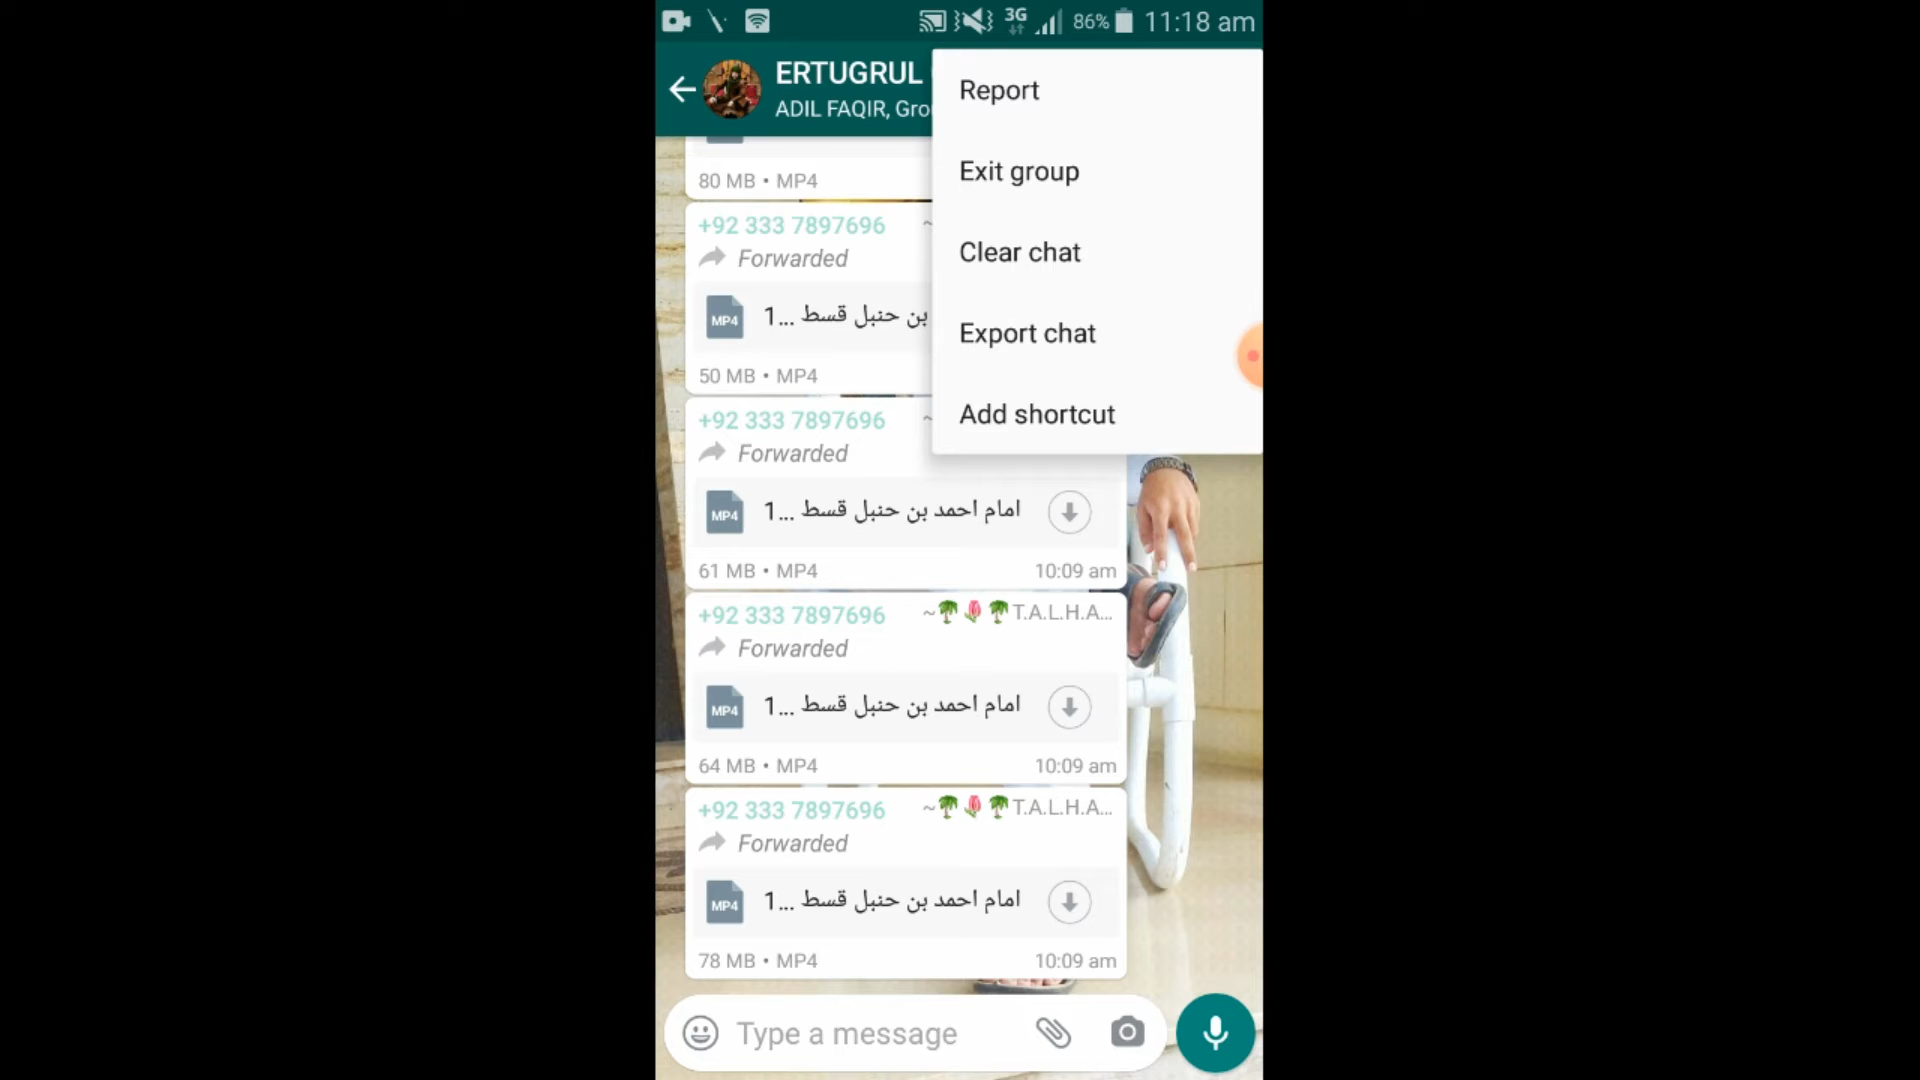 3G 86% 11:18 am
ERTUGRUL
ADIL FAQIR, Gro
Report
Exit group
Clear chat
Export chat
Add shortcut
80 MB • MP4
+92 333 7897696 ~
Forwarded
MP4 بن حنبل قسط ...1
50 MB • MP4
+92 333 7897696 ~
Forwarded
MP4 امام احمد بن حنبل قسط ...1
61 MB • MP4 10:09 am
+92 333 7897696 ~🌴🌷🌴T.A.L.H.A...
Forwarded
MP4 امام احمد بن حنبل قسط ...1
64 MB • MP4 10:09 am
+92 333 7897696 ~🌴🌷🌴T.A.L.H.A...
Forwarded
MP4 امام احمد بن حنبل قسط ...1
78 MB • MP4 10:09 am
Type a message